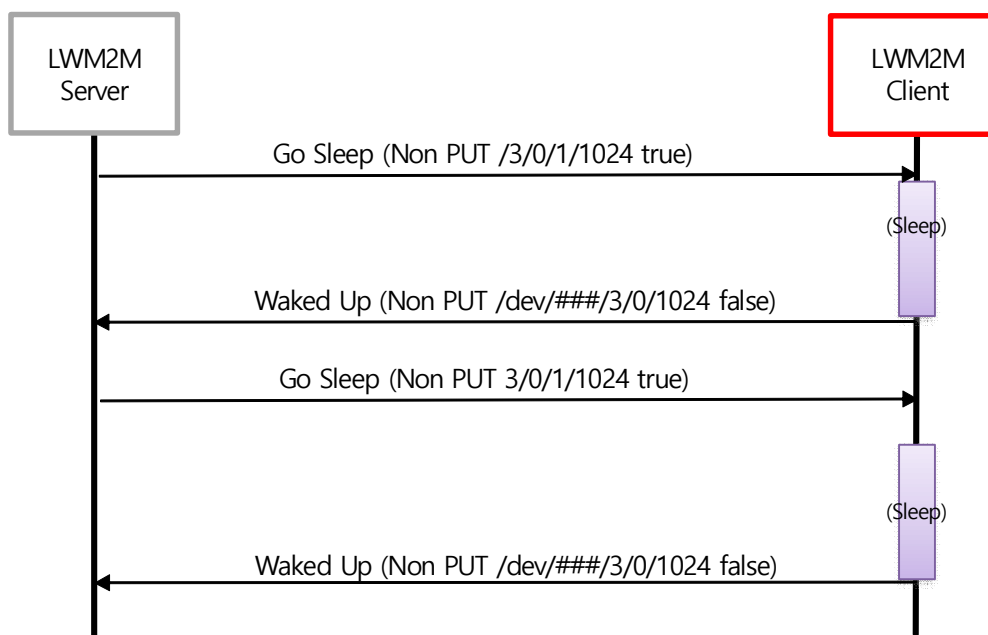 LWM2M
Server
LWM2M
Client
Go Sleep (Non PUT /3/0/1/1024 true)
(Sleep)
Waked Up (Non PUT /dev/###/3/0/1024 false)
Go Sleep (Non PUT 3/0/1/1024 true)
(Sleep)
Waked Up (Non PUT /dev/###/3/0/1024 false)